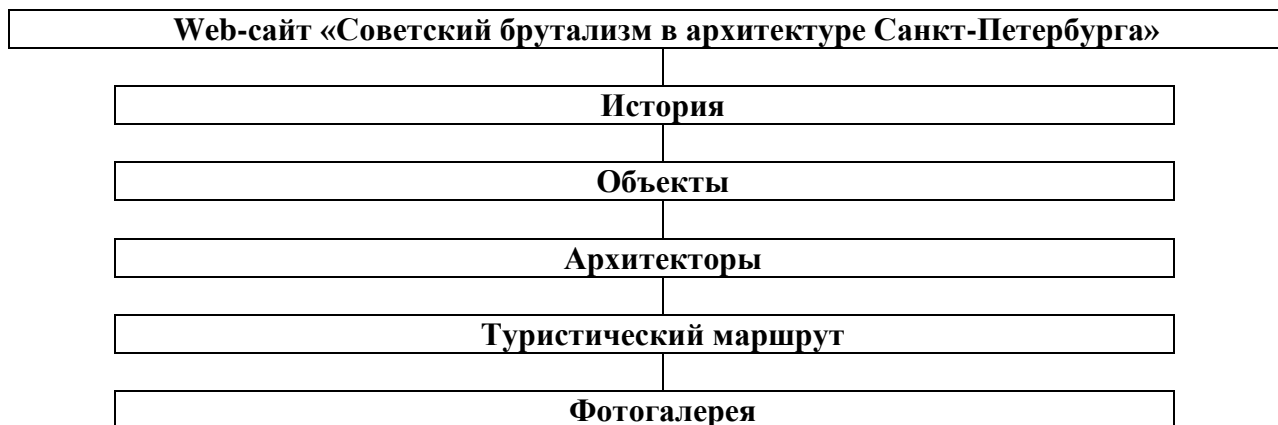 Web-сайт «Советский брутализм в архитектуре Санкт-Петербурга»
История
Объекты
Архитекторы
Туристический маршрут
Фотогалерея